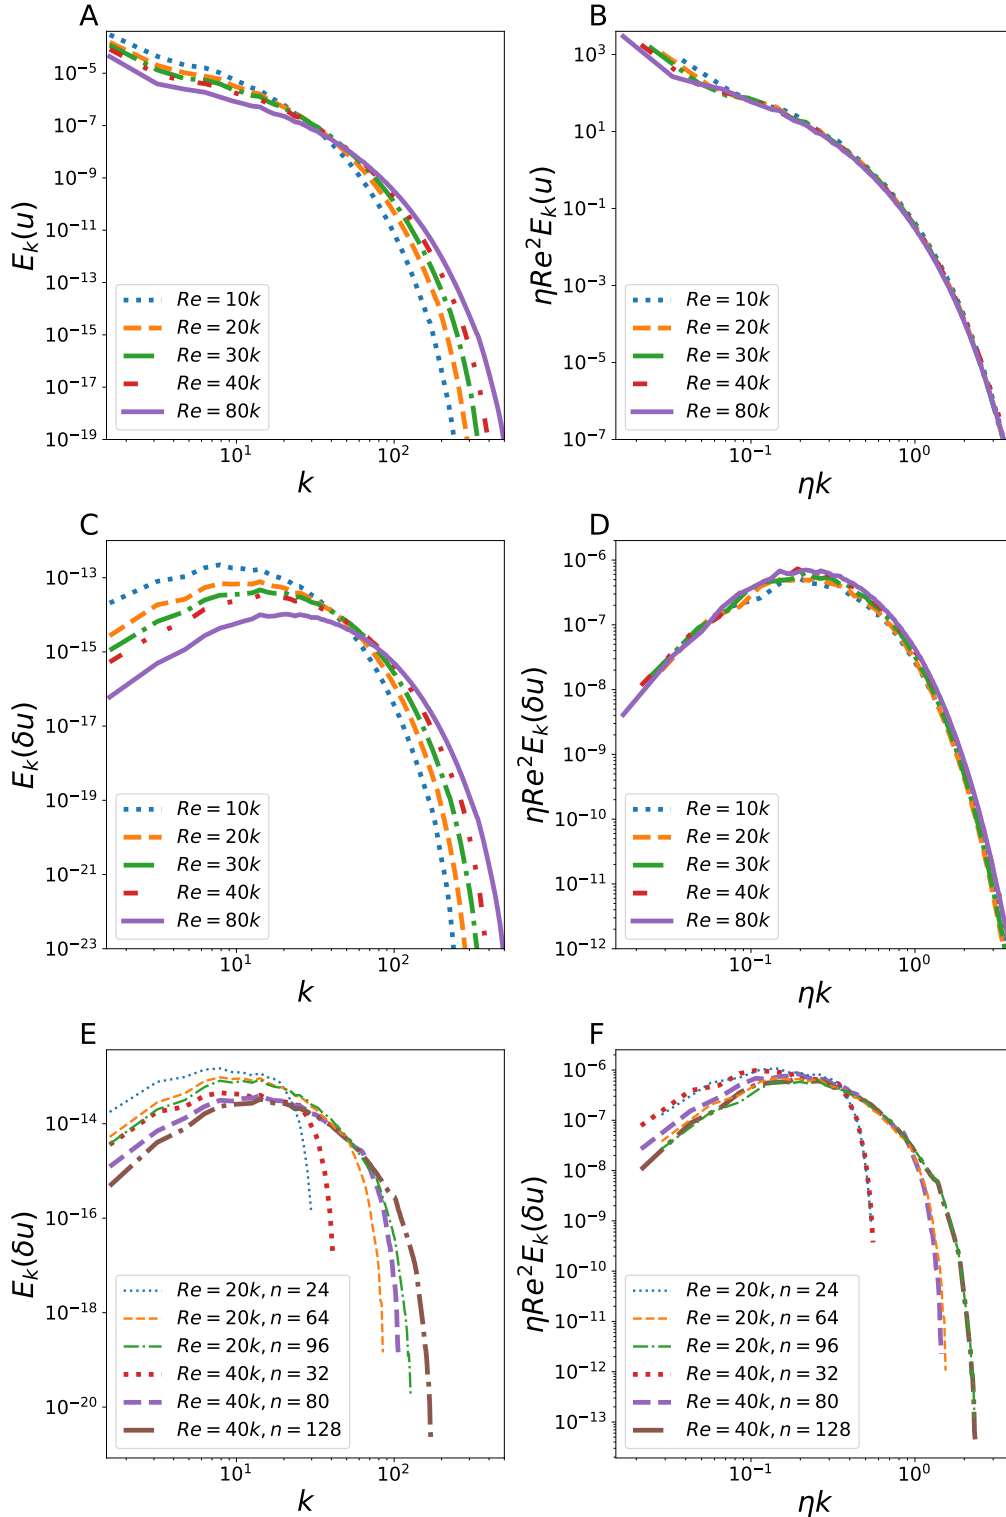 A
E_k(u)
10^{-5}
10^{-7}
10^{-9}
10^{-11}
10^{-13}
10^{-15}
10^{-17}
10^{-19}
Re = 10k
Re = 20k
Re = 30k
Re = 40k
Re = 80k
10^1
10^2
k
B
ηRe^2E_k(u)
10^3
10^1
10^{-1}
10^{-3}
10^{-5}
10^{-7}
Re = 10k
Re = 20k
Re = 30k
Re = 40k
Re = 80k
10^{-1}
10^0
ηk
C
E_k(δu)
10^{-13}
10^{-15}
10^{-17}
10^{-19}
10^{-21}
10^{-23}
Re = 10k
Re = 20k
Re = 30k
Re = 40k
Re = 80k
10^1
10^2
k
D
ηRe^2E_k(δu)
10^{-6}
10^{-7}
10^{-8}
10^{-9}
10^{-10}
10^{-11}
10^{-12}
Re = 10k
Re = 20k
Re = 30k
Re = 40k
Re = 80k
10^{-1}
10^0
ηk
E
E_k(δu)
10^{-14}
10^{-16}
10^{-18}
10^{-20}
Re = 20k, n = 24
Re = 20k, n = 64
Re = 20k, n = 96
Re = 40k, n = 32
Re = 40k, n = 80
Re = 40k, n = 128
10^1
10^2
k
F
ηRe^2E_k(δu)
10^{-6}
10^{-7}
10^{-8}
10^{-9}
10^{-10}
10^{-11}
10^{-12}
10^{-13}
Re = 20k, n = 24
Re = 20k, n = 64
Re = 20k, n = 96
Re = 40k, n = 32
Re = 40k, n = 80
Re = 40k, n = 128
10^{-1}
10^0
ηk